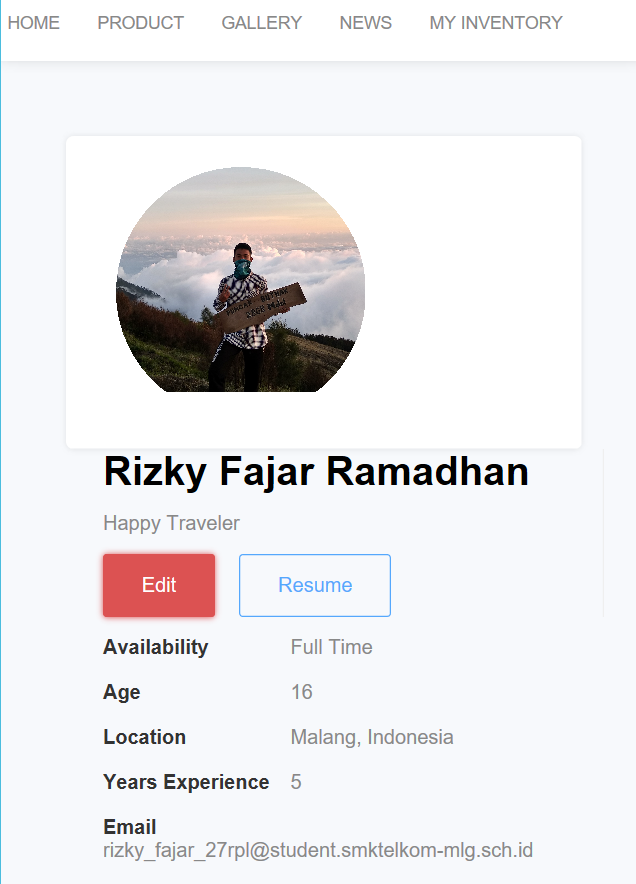 HOME PRODUCT GALLERY NEWS MY INVENTORY
Rizky Fajar Ramadhan
Happy Traveler
Edit Resume
Availability Full Time
Age 16
Location Malang, Indonesia
Years Experience 5
Email
rizky_fajar_27rpl@student.smktelkom-mlg.sch.id